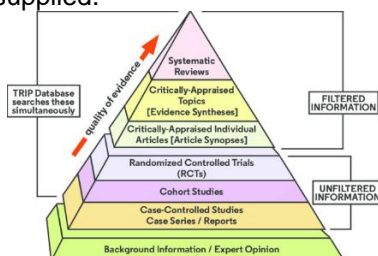 supplied.
Systematic
Reviews
Critically-Appraised
Topics
[Evidence Syntheses]
Critically-Appraised Individual
Articles [Article Synopses]
Randomized Controlled Trials
(RCTs)
Cohort Studies
Case-Controlled Studies
Case Series / Reports
Background Information / Expert Opinion
quality of evidence
TRIP Database
searches these
simultaneously
FILTERED
INFORMATION
UNFILTERED
INFORMATION